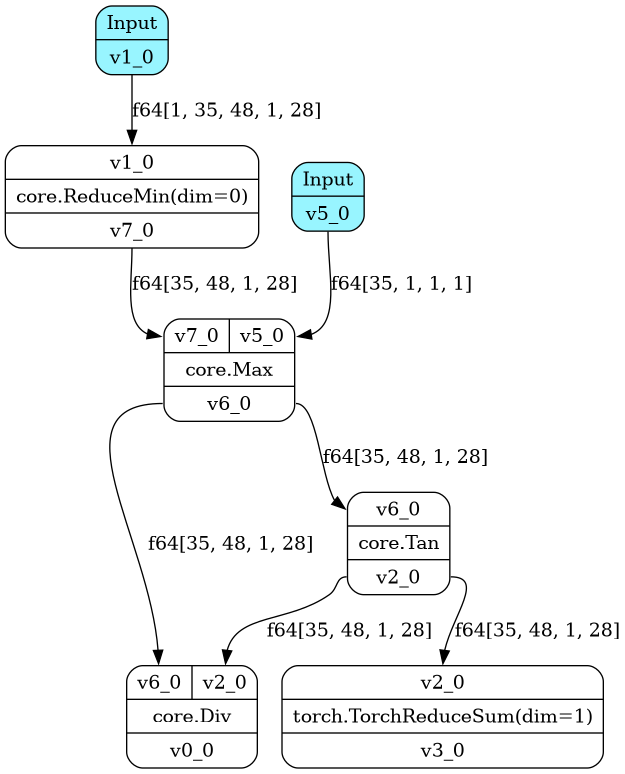 Input
v1_0
f64[1, 35, 48, 1, 28]
v1_0
core.ReduceMin(dim=0)
v7_0
Input
v5_0
f64[35, 48, 1, 28]
f64[35, 1, 1, 1]
v7_0 v5_0
core.Max
v6_0
f64[35, 48, 1, 28]
v6_0
core.Tan
v2_0
f64[35, 48, 1, 28]
f64[35, 48, 1, 28]
f64[35, 48, 1, 28]
v6_0 v2_0
core.Div
v0_0
v2_0
torch.TorchReduceSum(dim=1)
v3_0